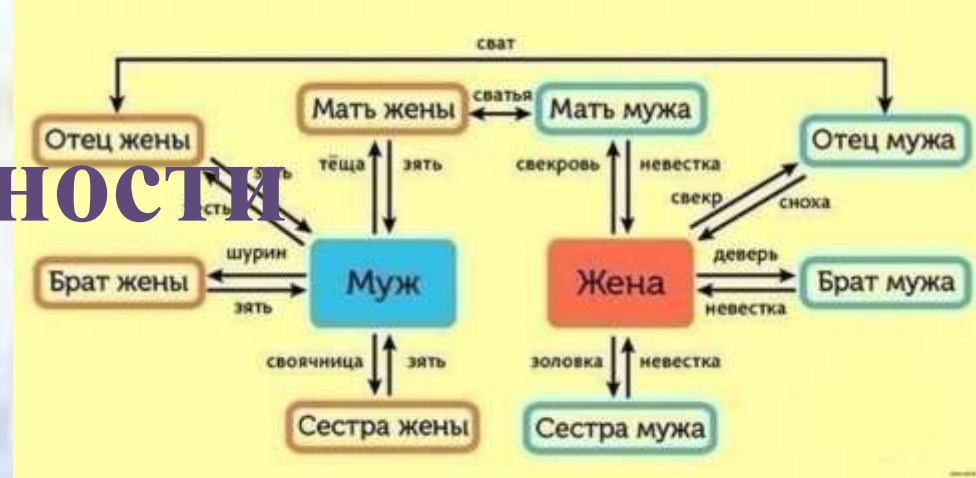 сват
Мать жены
сватья
Мать мужа
Отец жены
Отец мужа
тёща
зять
свекровь
невестка
ности
свекр
сноха
шурин
деверь
Брат жены
Муж
Жена
Брат мужа
зять
невестка
своячница
зять
золовка
невестка
Сестра жены
Сестра мужа